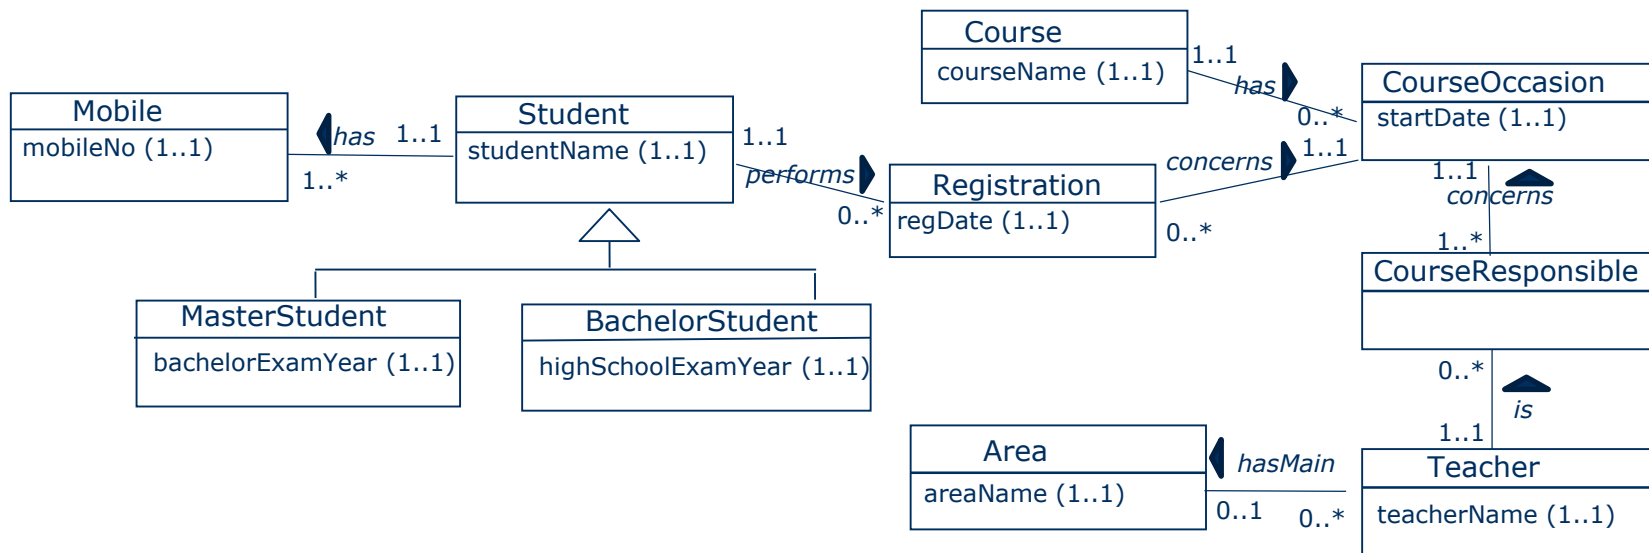 Course
courseName (1..1)
1..1
has
0..*
CourseOccasion
startDate (1..1)
Mobile
mobileNo (1..1)
has
1..1
1..*
Student
studentName (1..1)
1..1
performs
0..*
Registration
regDate (1..1)
concerns
1..1
0..*
1..1
concerns
1..*
CourseResponsible
MasterStudent
bachelorExamYear (1..1)
BachelorStudent
highSchoolExamYear (1..1)
0..*
is
1..1
Area
areaName (1..1)
hasMain
0..1
0..*
Teacher
teacherName (1..1)